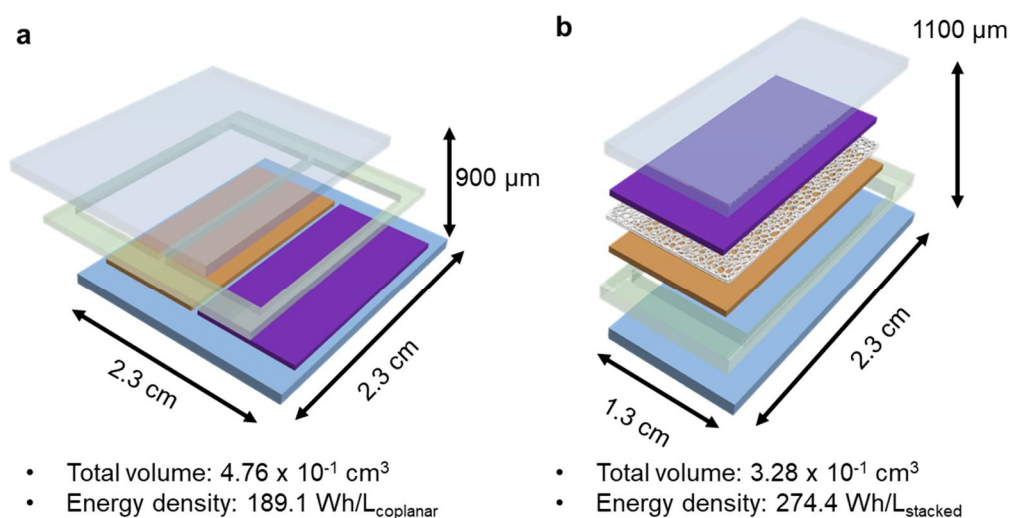 a
900 μm
2.3 cm
2.3 cm
• Total volume: 4.76 x 10⁻¹ cm³
• Energy density: 189.1 Wh/Lcoplanar
b
1100 μm
1.3 cm
2.3 cm
• Total volume: 3.28 x 10⁻¹ cm³
• Energy density: 274.4 Wh/Lstacked